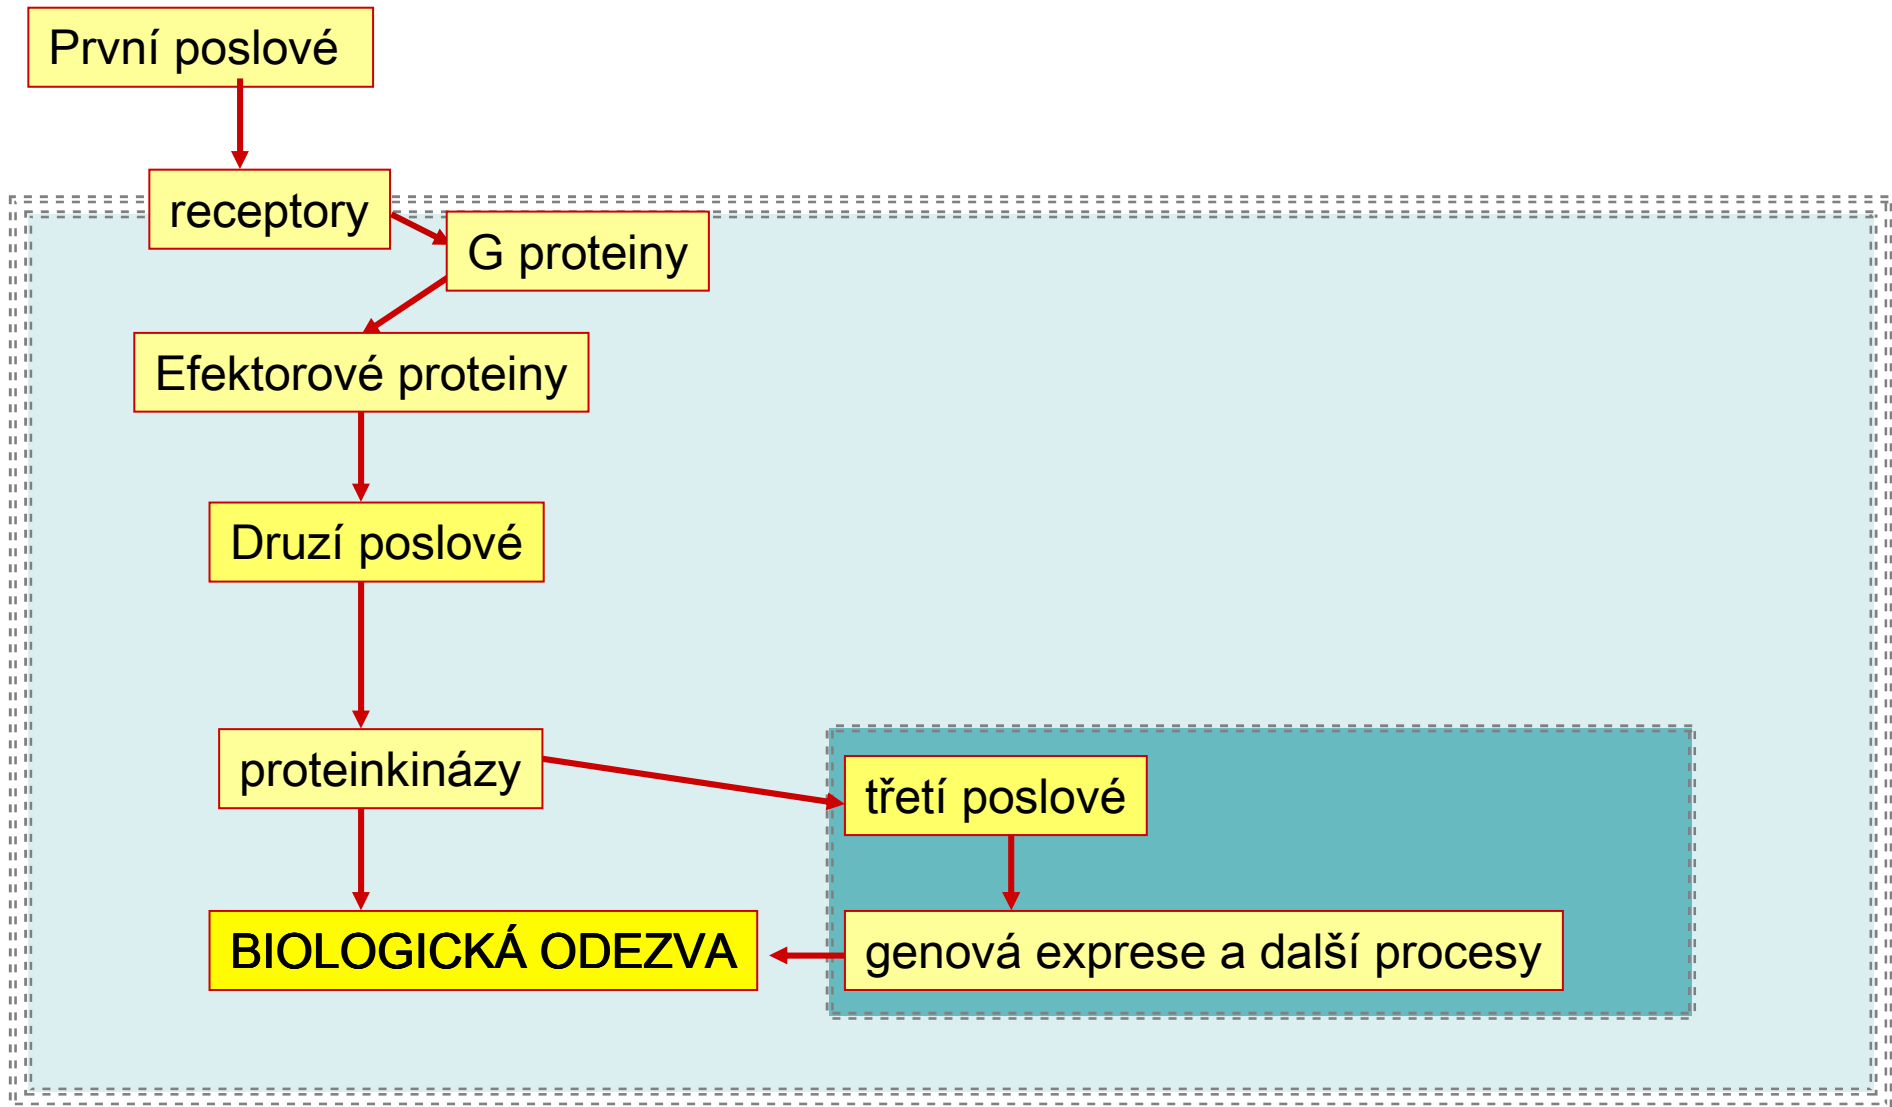 První poslové
receptory
G proteiny
Efektorové proteiny
Druzí poslové
proteinkinázy
třetí poslové
BIOLOGICKÁ ODEZVA
genová exprese a další procesy